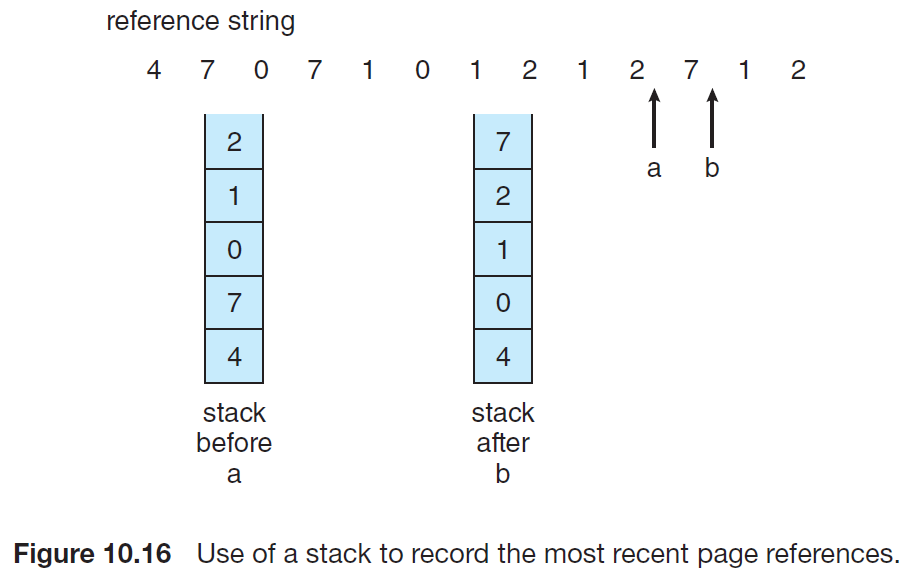 reference string
4 7 0 7 1 0 1 2 1 2 7 1 2
a b
2
1
0
7
4
stack
before
a
7
2
1
0
4
stack
after
b
Figure 10.16 Use of a stack to record the most recent page references.